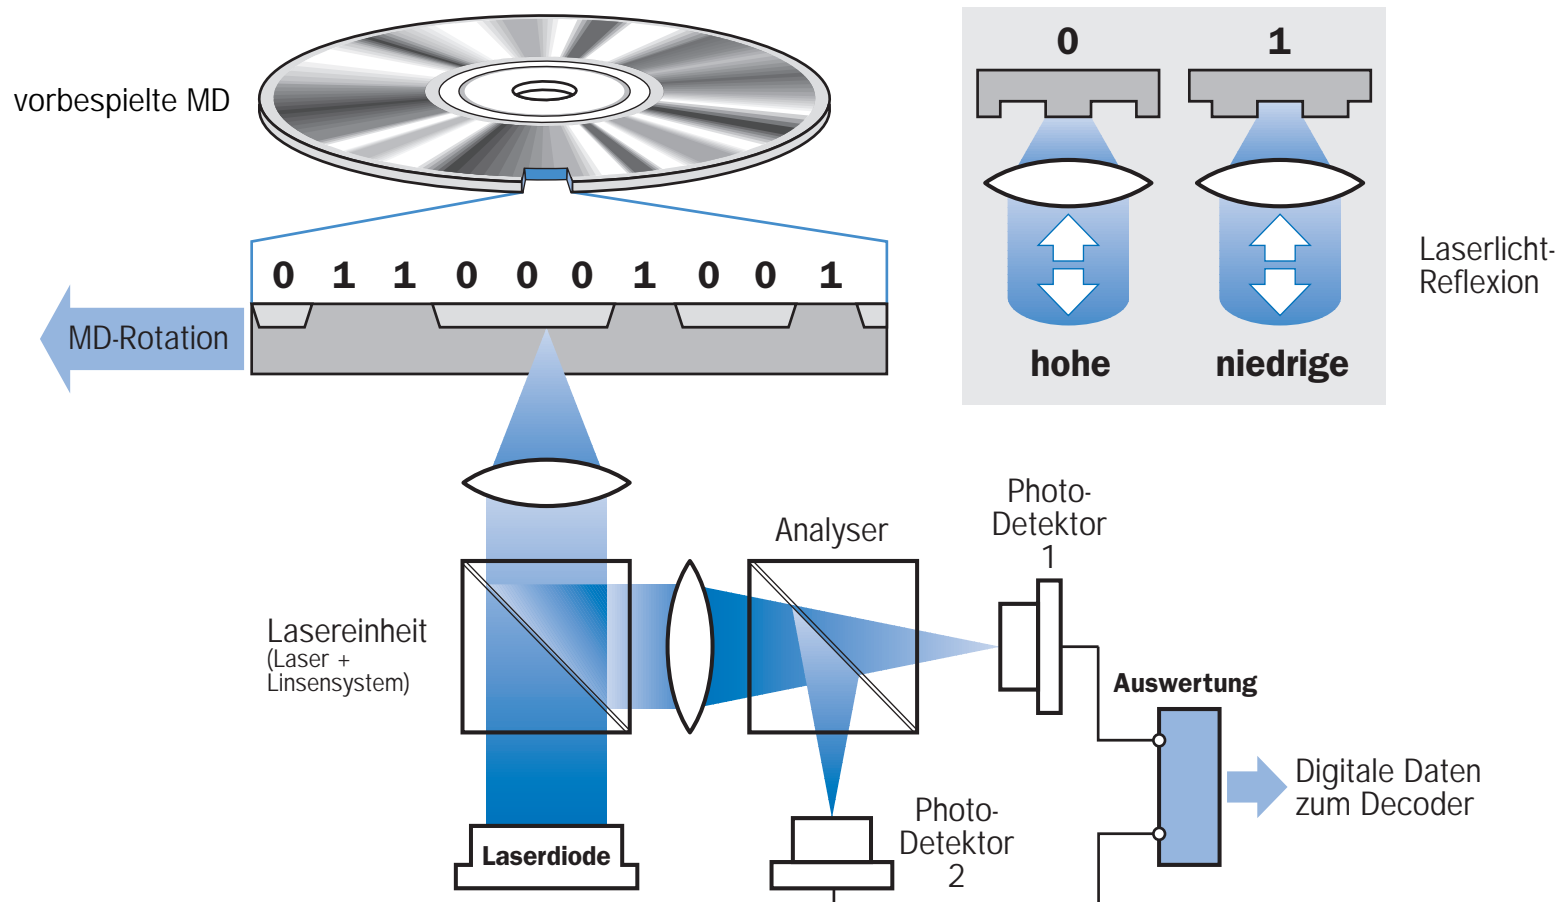 vorbespielte MD
0 1 1 0 0 0 1 0 0 1
MD-Rotation
0 1
hohe niedrige
Laserlicht-
Reflexion
Lasereinheit
(Laser +
Linsensystem)
Laserdiode
Analyser
Photo-
Detektor
1
Photo-
Detektor
2
Auswertung
Digitale Daten
zum Decoder